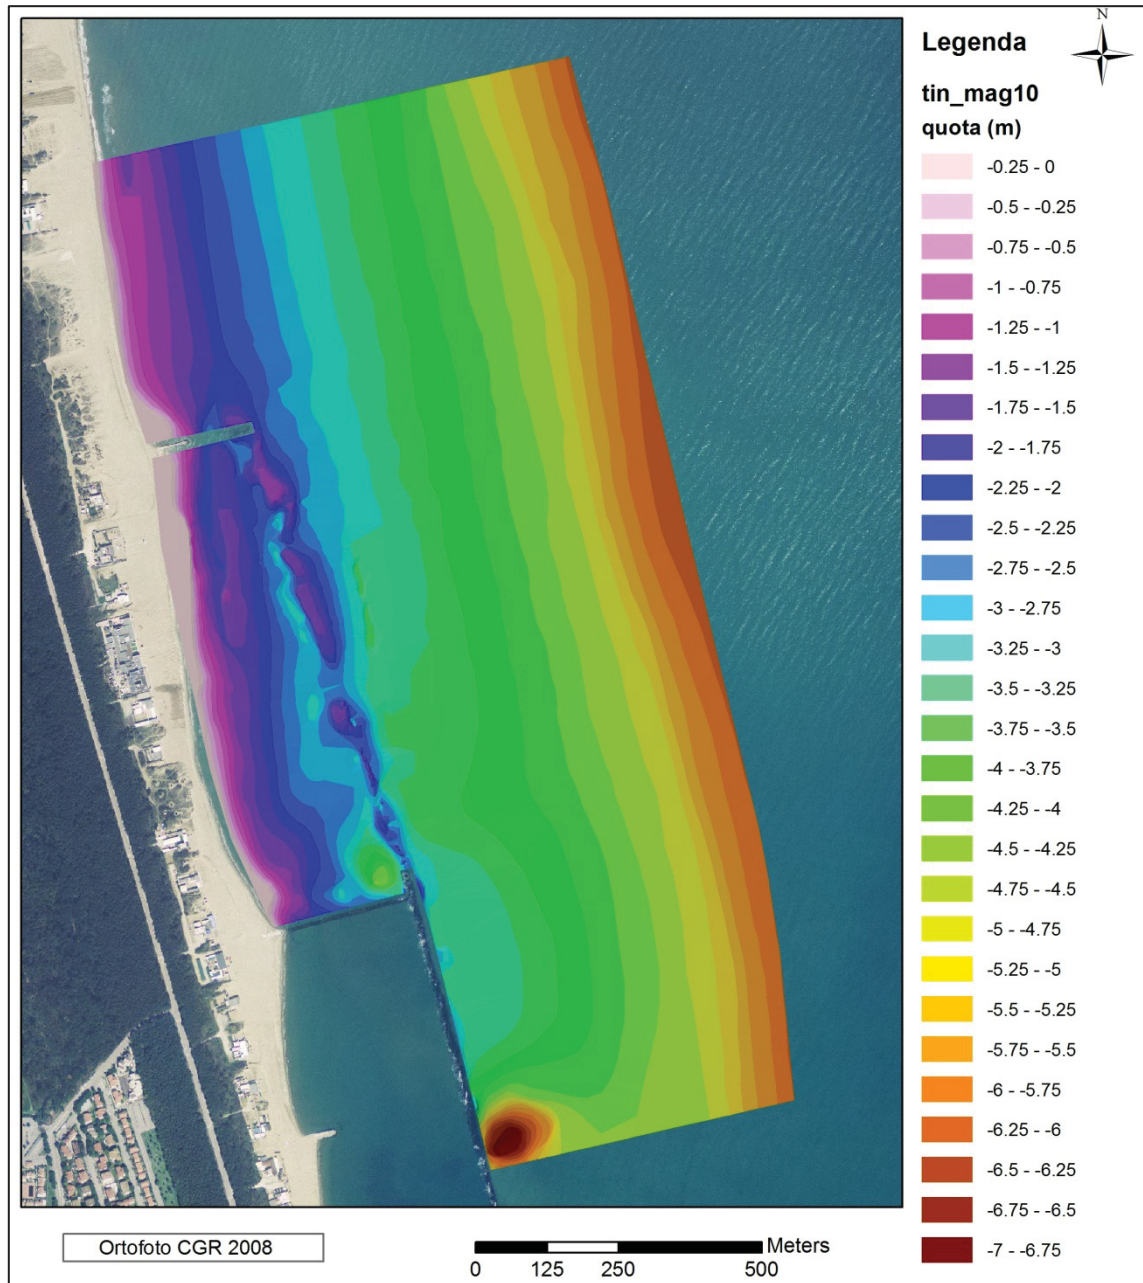 N
Legenda
tin_mag10
quota (m)
-0.25 - 0
-0.5 - -0.25
-0.75 - -0.5
-1 - -0.75
-1.25 - -1
-1.5 - -1.25
-1.75 - -1.5
-2 - -1.75
-2.25 - -2
-2.5 - -2.25
-2.75 - -2.5
-3 - -2.75
-3.25 - -3
-3.5 - -3.25
-3.75 - -3.5
-4 - -3.75
-4.25 - -4
-4.5 - -4.25
-4.75 - -4.5
-5 - -4.75
-5.25 - -5
-5.5 - -5.25
-5.75 - -5.5
-6 - -5.75
-6.25 - -6
-6.5 - -6.25
-6.75 - -6.5
-7 - -6.75
Ortofoto CGR 2008
Meters
0 125 250 500